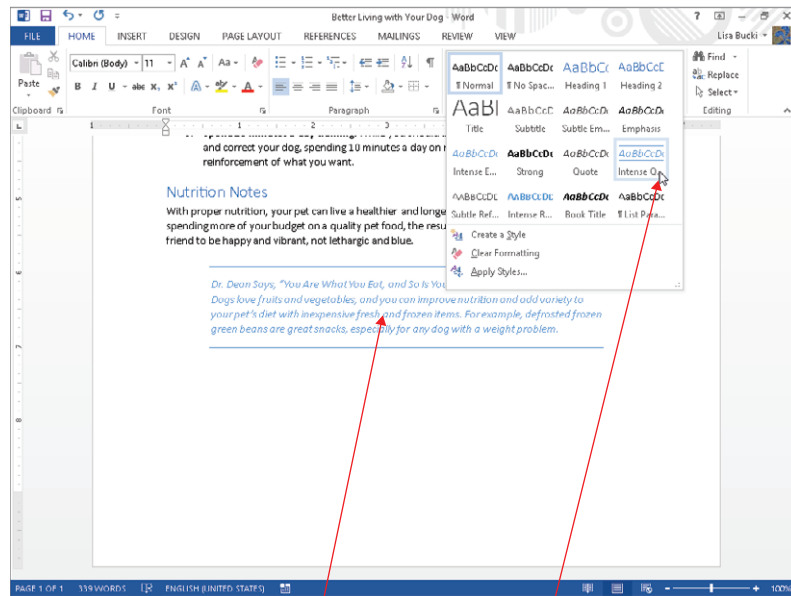 Better Living with Your Dog - Word
FILE HOME INSERT DESIGN PAGE LAYOUT REFERENCES MAILINGS REVIEW VIEW Lisa Bucki
Paste
Calibri (Body) 11
Find
Replace
Select
Clipboard Font Paragraph Editing
AaBbCcDc AaBbCcDc AaBbCc AaBbCcE
¶ Normal ¶ No Spac... Heading 1 Heading 2
AaBl AaBbCcD AaBbCcDc AaBbCcDc
Title Subtitle Subtle Em... Emphasis
AaBbCcDc AaBbCcDc AaBbCcDc AaBbCcDc
Intense E... Strong Quote Intense Q...
AaBbCcDc AaBbCcDc AaBbCcDc AaBbCcDc
Subtle Ref... Intense R... Book Title ¶ List Para...
Create a Style
Clear Formatting
Apply Styles...
and correct your dog, spending 10 minutes a day on
reinforcement of what you want.
Nutrition Notes
With proper nutrition, your pet can live a healthier and longe
spending more of your budget on a quality pet food, the resu
friend to be happy and vibrant, not lethargic and blue.
Dr. Dean Says, "You Are What You Eat, and So Is You
Dogs love fruits and vegetables, and you can improve nutrition and add variety to
your pet's diet with inexpensive fresh and frozen items. For example, defrosted frozen
green beans are great snacks, especially for any dog with a weight problem.
PAGE 1 OF 1 339 WORDS ENGLISH (UNITED STATES) 100%